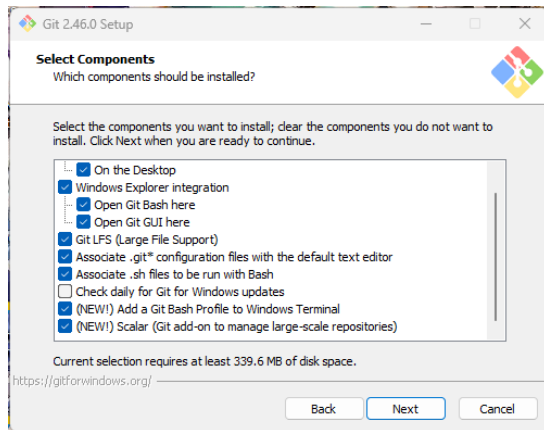 Git 2.46.0 Setup
Select Components
Which components should be installed?
Select the components you want to install; clear the components you do not want to
install. Click Next when you are ready to continue.
On the Desktop
Windows Explorer integration
Open Git Bash here
Open Git GUI here
Git LFS (Large File Support)
Associate .git* configuration files with the default text editor
Associate .sh files to be run with Bash
Check daily for Git for Windows updates
(NEW!) Add a Git Bash Profile to Windows Terminal
(NEW!) Scalar (Git add-on to manage large-scale repositories)
Current selection requires at least 339.6 MB of disk space.
https://gitforwindows.org/
Back Next Cancel